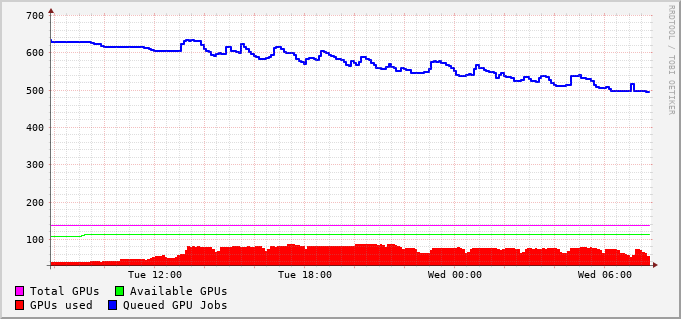 700
600
500
400
300
200
100
Tue 12:00 Tue 18:00 Wed 00:00 Wed 06:00
Total GPUs Available GPUs
GPUs used Queued GPU Jobs
RRDTOOL / TOBI OETIKER